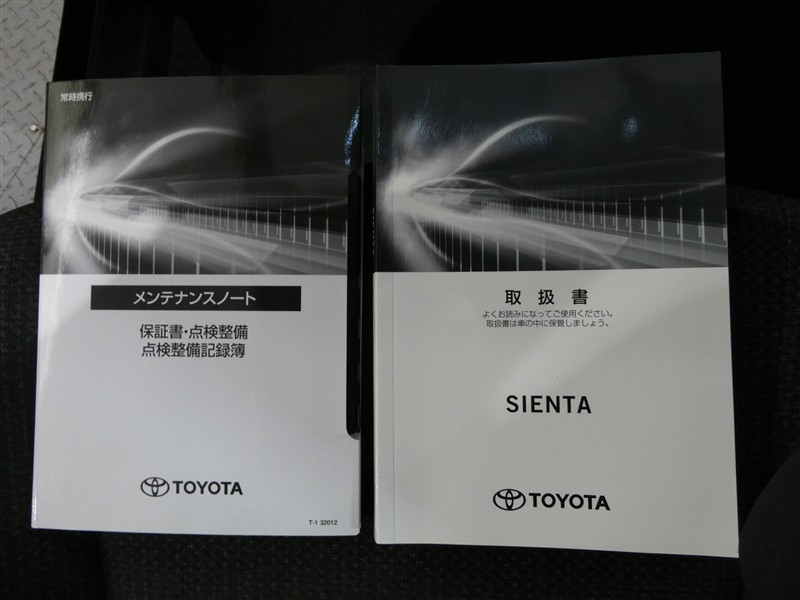 常時携行
メンテナンスノート
保証書・点検整備
点検整備記録簿
TOYOTA
T-1 32012
取扱書
よくお読みになってご使用ください。
取扱書は車の中に保管しましょう。
SIENTA
TOYOTA